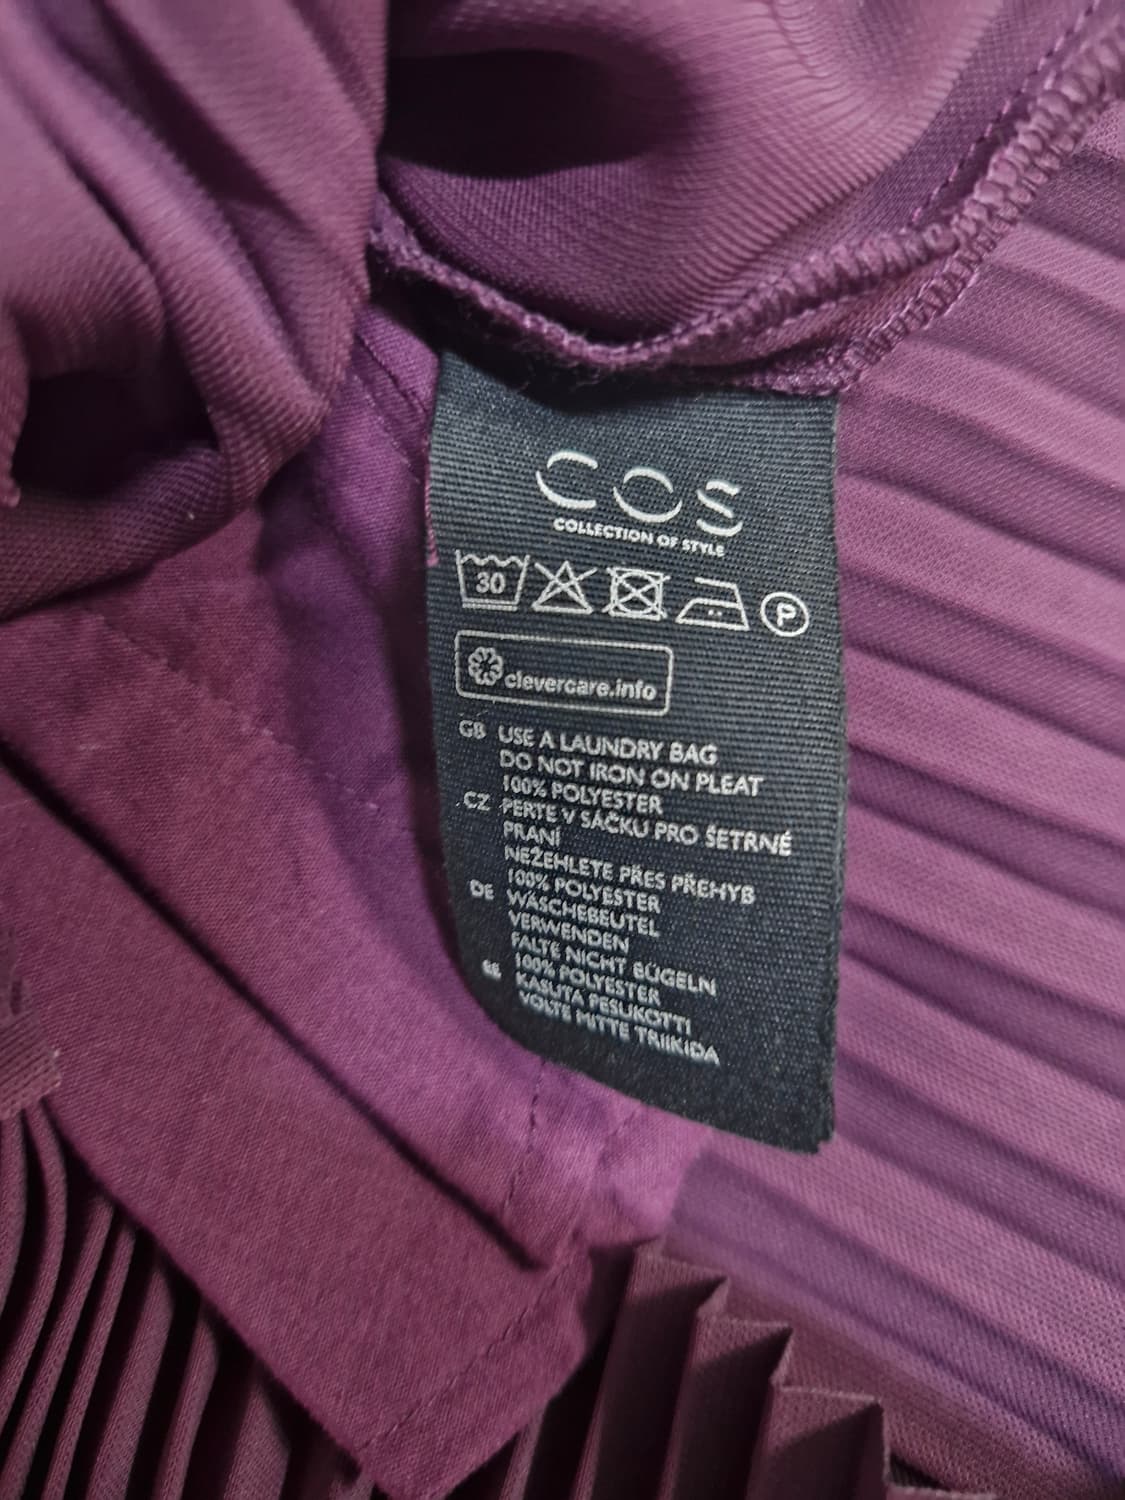 COS
COLLECTION OF STYLE
30 P
clevercare.info
GB USE A LAUNDRY BAG
DO NOT IRON ON PLEAT
100% POLYESTER
CZ PERTE V SÁČKU PRO ŠETRNÉ
PRANÍ
NEŽEHLETE PŘES PŘEHYB
100% POLYESTER
DE WÄSCHEBEUTEL
VERWENDEN
FALTE NICHT BÜGELN
100% POLYESTER
EE KASUTA PESUKOTTI
VOLTE MITTE TRIIKIDA